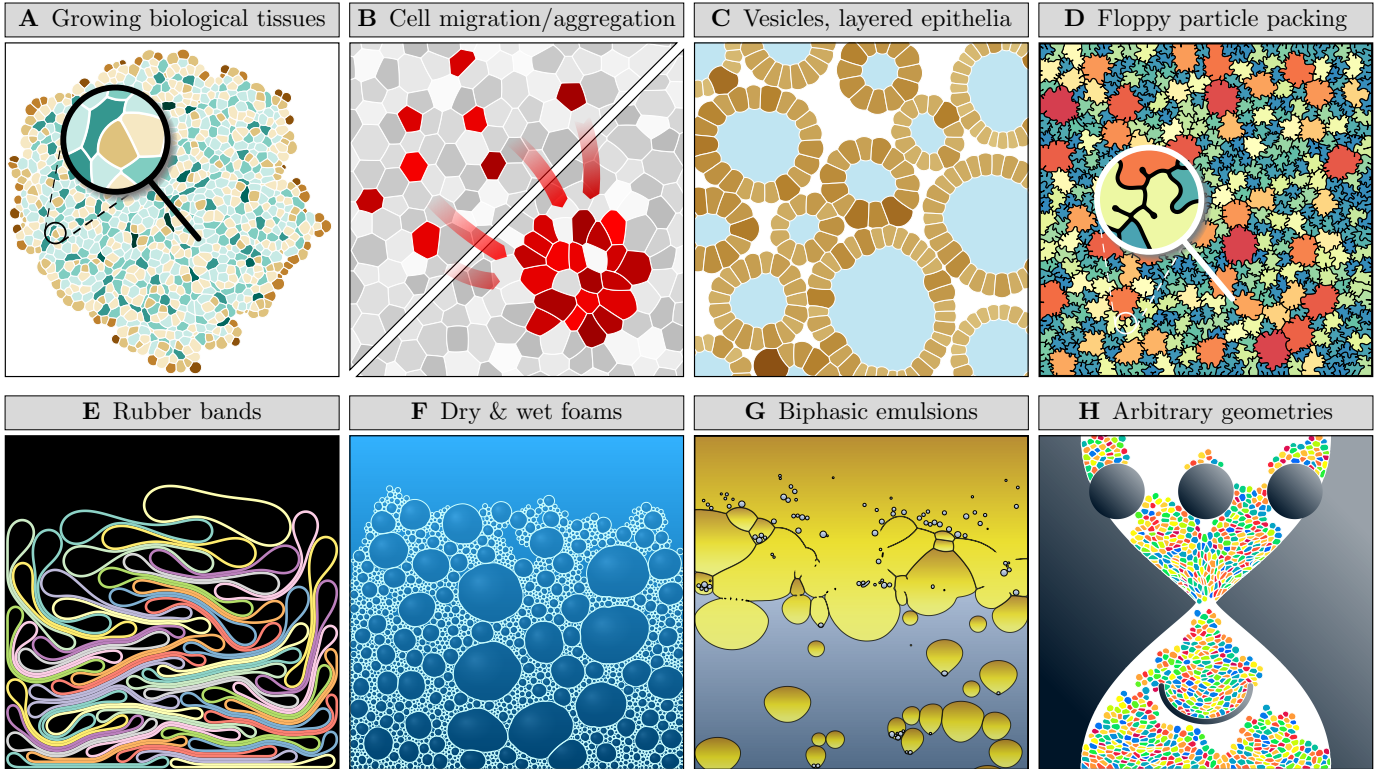 A Growing biological tissues
B Cell migration/aggregation
C Vesicles, layered epithelia
D Floppy particle packing
E Rubber bands
F Dry & wet foams
G Biphasic emulsions
H Arbitrary geometries